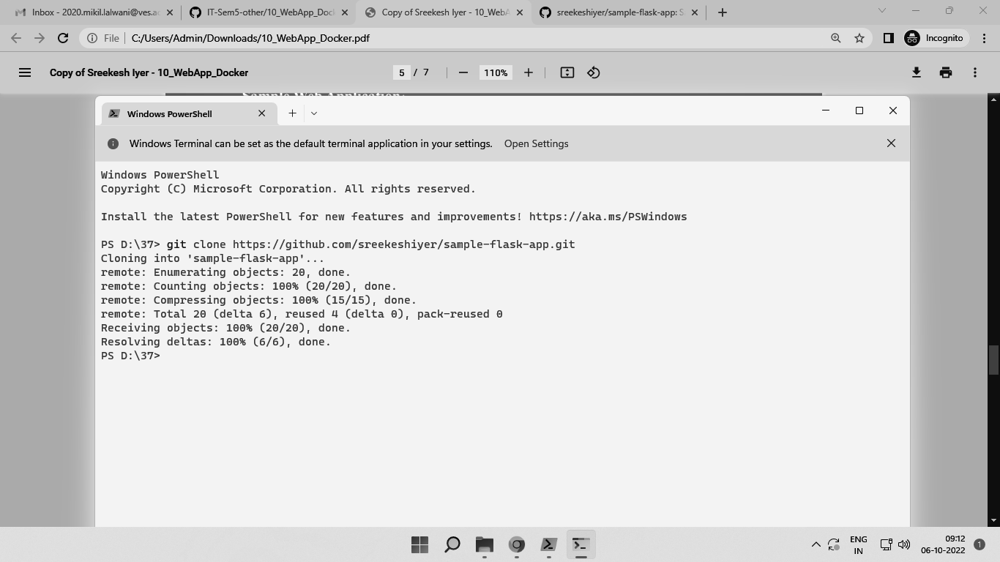 Inbox - 2020.mikil.lalwani@ves.ac
IT-Sem5-other/10_WebApp_Doc
Copy of Sreekesh Iyer - 10_WebA
sreekeshiyer/sample-flask-app: S
File
C:/Users/Admin/Downloads/10_WebApp_Docker.pdf
Incognito
Copy of Sreekesh Iyer - 10_WebApp_Docker
5 / 7
110%
Sample Web Application:
Windows PowerShell
Windows Terminal can be set as the default terminal application in your settings. Open Settings
Windows PowerShell
Copyright (C) Microsoft Corporation. All rights reserved.
Install the latest PowerShell for new features and improvements! https://aka.ms/PSWindows
PS D:\37> git clone https://github.com/sreekeshiyer/sample-flask-app.git
Cloning into 'sample-flask-app'...
remote: Enumerating objects: 20, done.
remote: Counting objects: 100% (20/20), done.
remote: Compressing objects: 100% (15/15), done.
remote: Total 20 (delta 6), reused 4 (delta 0), pack-reused 0
Receiving objects: 100% (20/20), done.
Resolving deltas: 100% (6/6), done.
PS D:\37>
ENG
IN
09:12
06-10-2022
1